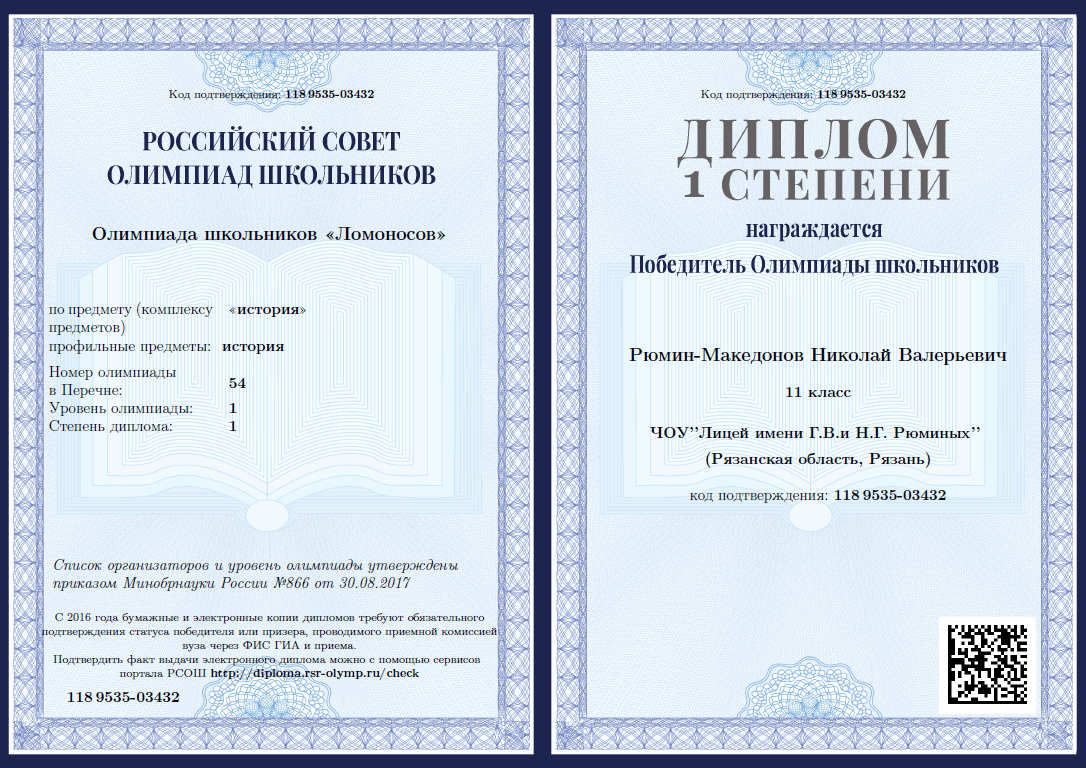 Код подтверждения: 118 9535-03432
РОССИЙСКИЙ СОВЕТ
ОЛИМПИАД ШКОЛЬНИКОВ
Олимпиада школьников «Ломоносов»
по предмету (комплексу «история»
предметов)
профильные предметы: история
Номер олимпиады
в Перечне: 54
Уровень олимпиады: 1
Степень диплома: 1
Список организаторов и уровень олимпиады утверждены
приказом Минобрнауки России №866 от 30.08.2017
С 2016 года бумажные и электронные копии дипломов требуют обязательного
подтверждения статуса победителя или призера, проводимого приемной комиссией
вуза через ФИС ГИА и приема.
Подтвердить факт выдачи электронного диплома можно с помощью сервисов
портала РСОШ http://diploma.rsr-olymp.ru/check
118 9535-03432
Код подтверждения: 118 9535-03432
ДИПЛОМ
1 СТЕПЕНИ
награждается
Победитель Олимпиады школьников
Рюмин-Македонов Николай Валерьевич
11 класс
ЧОУ"Лицей имени Г.В.и Н.Г. Рюминых"
(Рязанская область, Рязань)
код подтверждения: 118 9535-03432